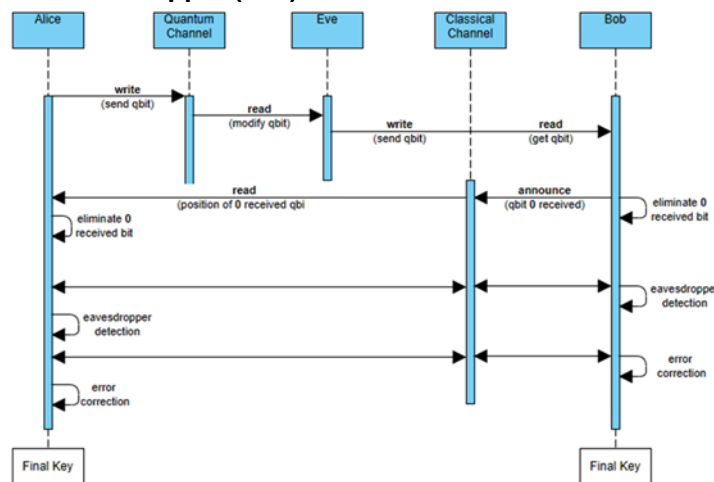 Alice
Quantum
Channel
Eve
Classical
Channel
Bob
write
(send qbit)
read
(modify qbit)
write
(send qbit)
read
(get qbit)
read
(position of 0 received qbi
announce
(qbit 0 received)
eliminate 0
received bit
eliminate 0
received bit
eavesdroppe
detection
eavesdropper
detection
error
correction
error
correction
Final Key
Final Key